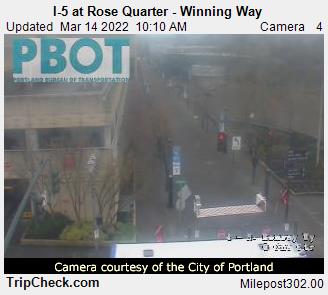 I-5 at Rose Quarter - Winning Way
Updated Mar 14 2022 10:10 AM Camera 4
PBOT
PORTLAND BUREAU OF TRANSPORTATION
Camera courtesy of the City of Portland
TripCheck.com Milepost302.00